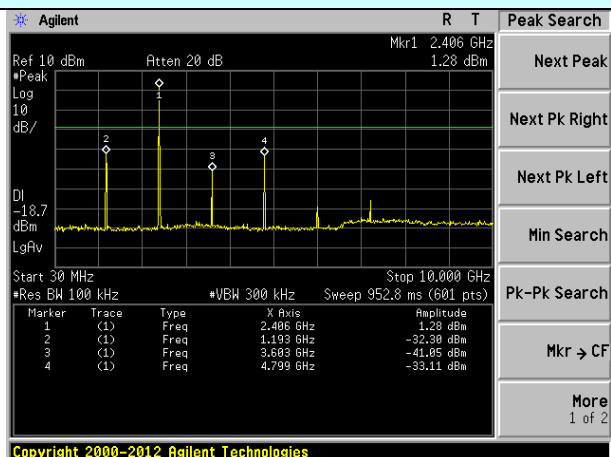 Agilent R T Peak Search
Mkr1 2.406 GHz
Ref 10 dBm Atten 20 dB 1.28 dBm
#Peak
Log
10
dB/
1
2
3
4
DI
-18.7
dBm
LgAv
Start 30 MHz Stop 10.000 GHz
#Res BW 100 kHz #VBW 300 kHz Sweep 952.8 ms (601 pts)
Marker Trace Type X Axis Amplitude
1 (1) Freq 2.406 GHz 1.28 dBm
2 (1) Freq 1.193 GHz -32.30 dBm
3 (1) Freq 3.603 GHz -41.05 dBm
4 (1) Freq 4.799 GHz -33.11 dBm
Next Peak
Next Pk Right
Next Pk Left
Min Search
Pk-Pk Search
Mkr → CF
More
1 of 2
Copyright 2000-2012 Agilent Technologies